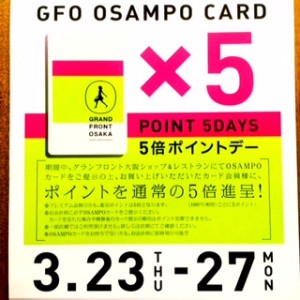 GFO OSAMPO CARD
GRAND
FRONT
OSAKA
×5
POINT 5DAYS
5倍ポイントデー
期間中、グランフロント大阪ショップ&レストランにてOSAMPO
カードをご提示の上、お買い上げいただいたカード会員様に、
ポイントを通常の5倍進呈!
3.23THU-27MON